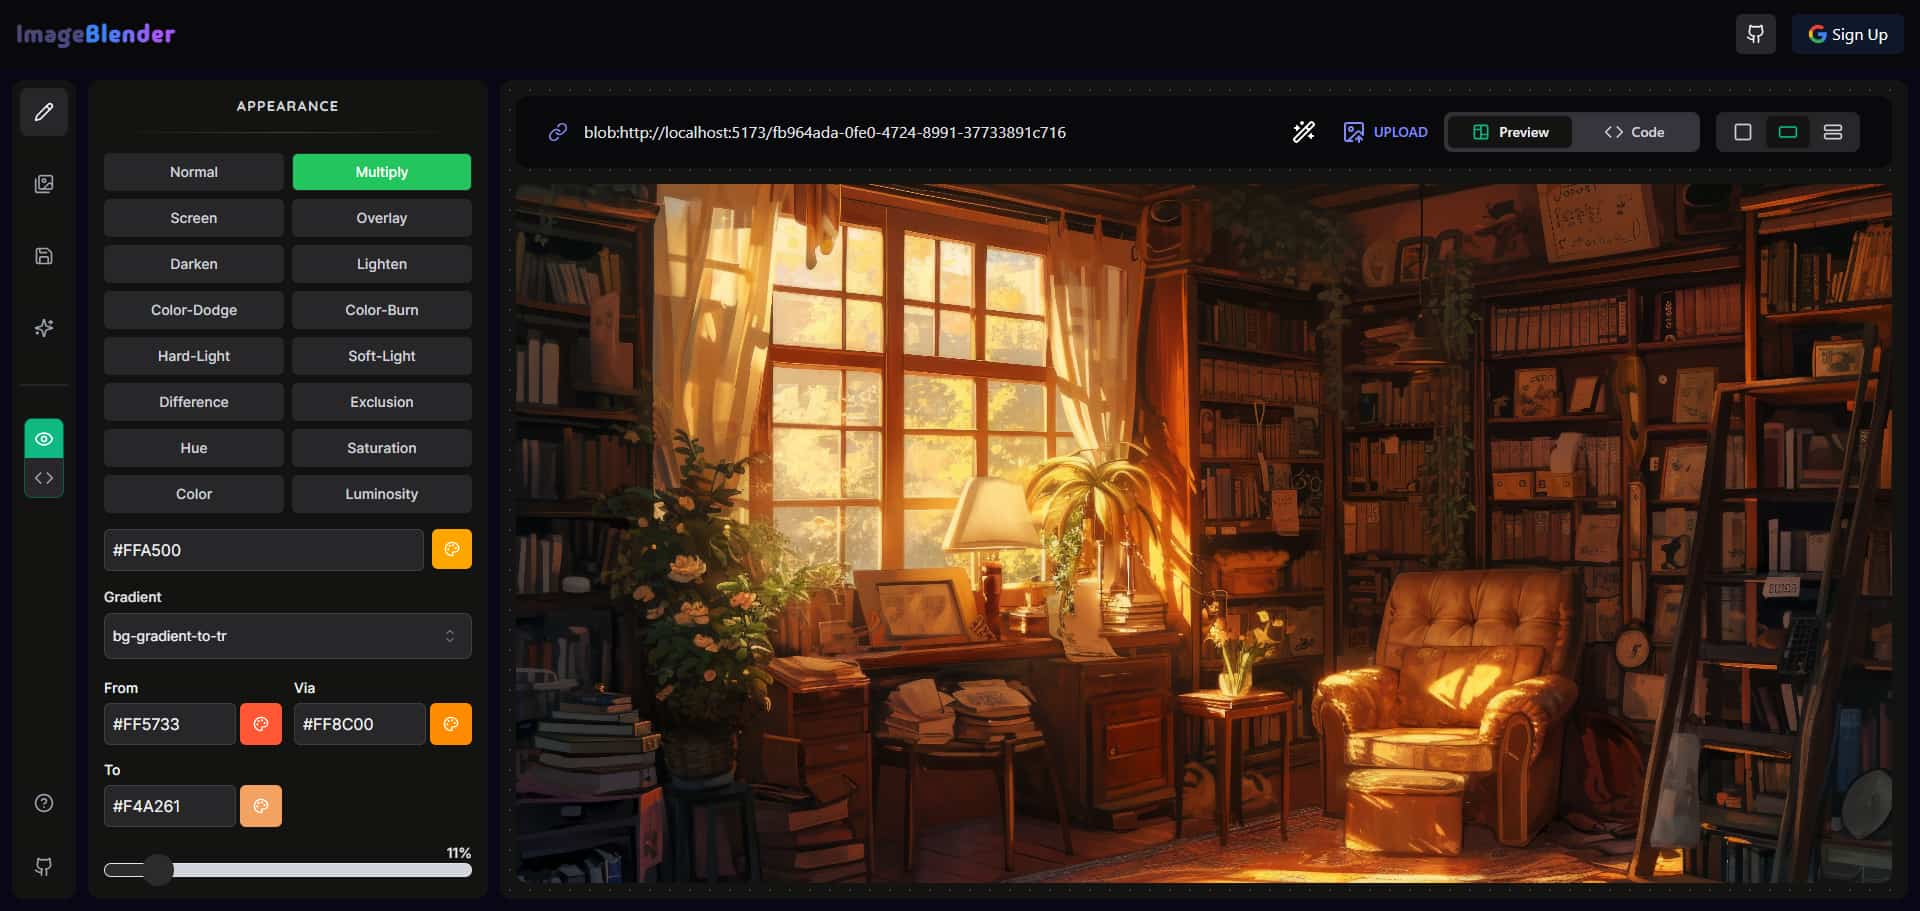 ImageBlender
Sign Up
APPEARANCE
Normal
Multiply
Screen
Overlay
Darken
Lighten
Color-Dodge
Color-Burn
Hard-Light
Soft-Light
Difference
Exclusion
Hue
Saturation
Color
Luminosity
#FFA500
Gradient
bg-gradient-to-tr
From
Via
#FF5733
#FF8C00
To
#F4A261
11%
blob:http://localhost:5173/fb964ada-0fe0-4724-8991-37733891c716
UPLOAD
Preview
Code